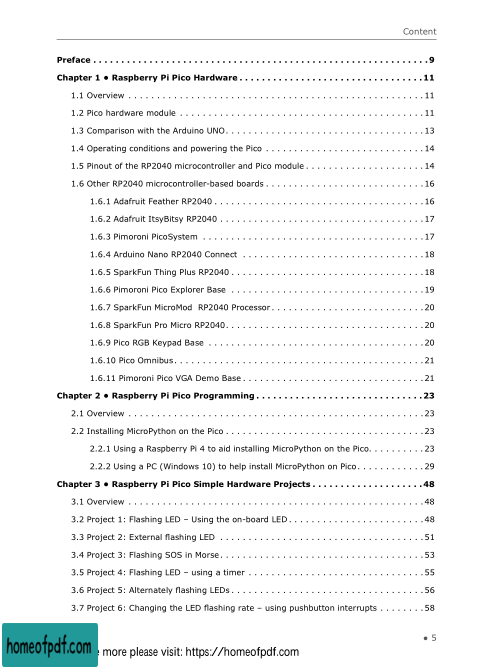 Content
Preface . . . . . . . . . . . . . . . . . . . . . . . . . . . . . . . . . . . . . . . . . . . . . . . . . . . . . . . . . . . . . . . 9
Chapter 1 ● Raspberry Pi Pico Hardware . . . . . . . . . . . . . . . . . . . . . . . . . . . . . . . . . . 11
1.1 Overview . . . . . . . . . . . . . . . . . . . . . . . . . . . . . . . . . . . . . . . . . . . . . . . . . . . . . 11
1.2 Pico hardware module . . . . . . . . . . . . . . . . . . . . . . . . . . . . . . . . . . . . . . . . . . . . 11
1.3 Comparison with the Arduino UNO. . . . . . . . . . . . . . . . . . . . . . . . . . . . . . . . . . . . 13
1.4 Operating conditions and powering the Pico . . . . . . . . . . . . . . . . . . . . . . . . . . . . . 14
1.5 Pinout of the RP2040 microcontroller and Pico module . . . . . . . . . . . . . . . . . . . . . . 14
1.6 Other RP2040 microcontroller-based boards . . . . . . . . . . . . . . . . . . . . . . . . . . . . . 16
1.6.1 Adafruit Feather RP2040 . . . . . . . . . . . . . . . . . . . . . . . . . . . . . . . . . . . . . . 16
1.6.2 Adafruit ItsyBitsy RP2040 . . . . . . . . . . . . . . . . . . . . . . . . . . . . . . . . . . . . . 17
1.6.3 Pimoroni PicoSystem . . . . . . . . . . . . . . . . . . . . . . . . . . . . . . . . . . . . . . . . 17
1.6.4 Arduino Nano RP2040 Connect . . . . . . . . . . . . . . . . . . . . . . . . . . . . . . . . . 18
1.6.5 SparkFun Thing Plus RP2040 . . . . . . . . . . . . . . . . . . . . . . . . . . . . . . . . . . . 18
1.6.6 Pimoroni Pico Explorer Base . . . . . . . . . . . . . . . . . . . . . . . . . . . . . . . . . . . 19
1.6.7 SparkFun MicroMod RP2040 Processor . . . . . . . . . . . . . . . . . . . . . . . . . . . . 20
1.6.8 SparkFun Pro Micro RP2040. . . . . . . . . . . . . . . . . . . . . . . . . . . . . . . . . . . . 20
1.6.9 Pico RGB Keypad Base . . . . . . . . . . . . . . . . . . . . . . . . . . . . . . . . . . . . . . . 20
1.6.10 Pico Omnibus. . . . . . . . . . . . . . . . . . . . . . . . . . . . . . . . . . . . . . . . . . . . . 21
1.6.11 Pimoroni Pico VGA Demo Base . . . . . . . . . . . . . . . . . . . . . . . . . . . . . . . . . 21
Chapter 2 ● Raspberry Pi Pico Programming . . . . . . . . . . . . . . . . . . . . . . . . . . . . . . . 23
2.1 Overview . . . . . . . . . . . . . . . . . . . . . . . . . . . . . . . . . . . . . . . . . . . . . . . . . . . . . 23
2.2 Installing MicroPython on the Pico . . . . . . . . . . . . . . . . . . . . . . . . . . . . . . . . . . . . 23
2.2.1 Using a Raspberry Pi 4 to aid installing MicroPython on the Pico. . . . . . . . . . 23
2.2.2 Using a PC (Windows 10) to help install MicroPython on Pico . . . . . . . . . . . . 29
Chapter 3 ● Raspberry Pi Pico Simple Hardware Projects . . . . . . . . . . . . . . . . . . . . 48
3.1 Overview . . . . . . . . . . . . . . . . . . . . . . . . . . . . . . . . . . . . . . . . . . . . . . . . . . . . . 48
3.2 Project 1: Flashing LED – Using the on-board LED . . . . . . . . . . . . . . . . . . . . . . . . . 48
3.3 Project 2: External flashing LED . . . . . . . . . . . . . . . . . . . . . . . . . . . . . . . . . . . . . 51
3.4 Project 3: Flashing SOS in Morse. . . . . . . . . . . . . . . . . . . . . . . . . . . . . . . . . . . . . 53
3.5 Project 4: Flashing LED – using a timer . . . . . . . . . . . . . . . . . . . . . . . . . . . . . . . . 55
3.6 Project 5: Alternately flashing LEDs . . . . . . . . . . . . . . . . . . . . . . . . . . . . . . . . . . . 56
3.7 Project 6: Changing the LED flashing rate – using pushbutton interrupts . . . . . . . . 58
● 5
homeofpdf.com
more please visit: https://homeofpdf.com